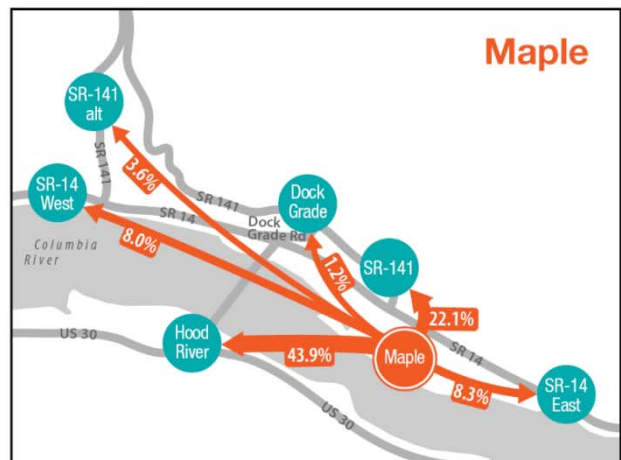 Maple
SR-141
alt
SR 141
3.6%
SR-14
West
8.0%
SR 141
SR 14
Dock
Grade
Dock
Grade Rd
Columbia
River
1.2%
SR-141
22.1%
US 30
Hood
River
43.9%
Maple
SR 14
8.3%
SR-14
East
US 30